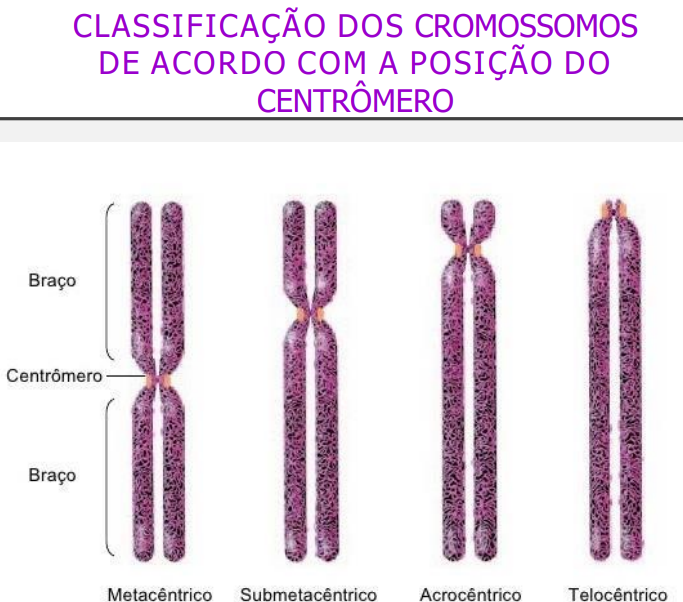 CLASSIFICAÇÃO DOS CROMOSSOMOS
DE ACORDO COM A POSIÇÃO DO
CENTRÔMERO
Braço
Centrômero
Braço
Metacêntrico
Submetacêntrico
Acrocêntrico
Telocêntrico